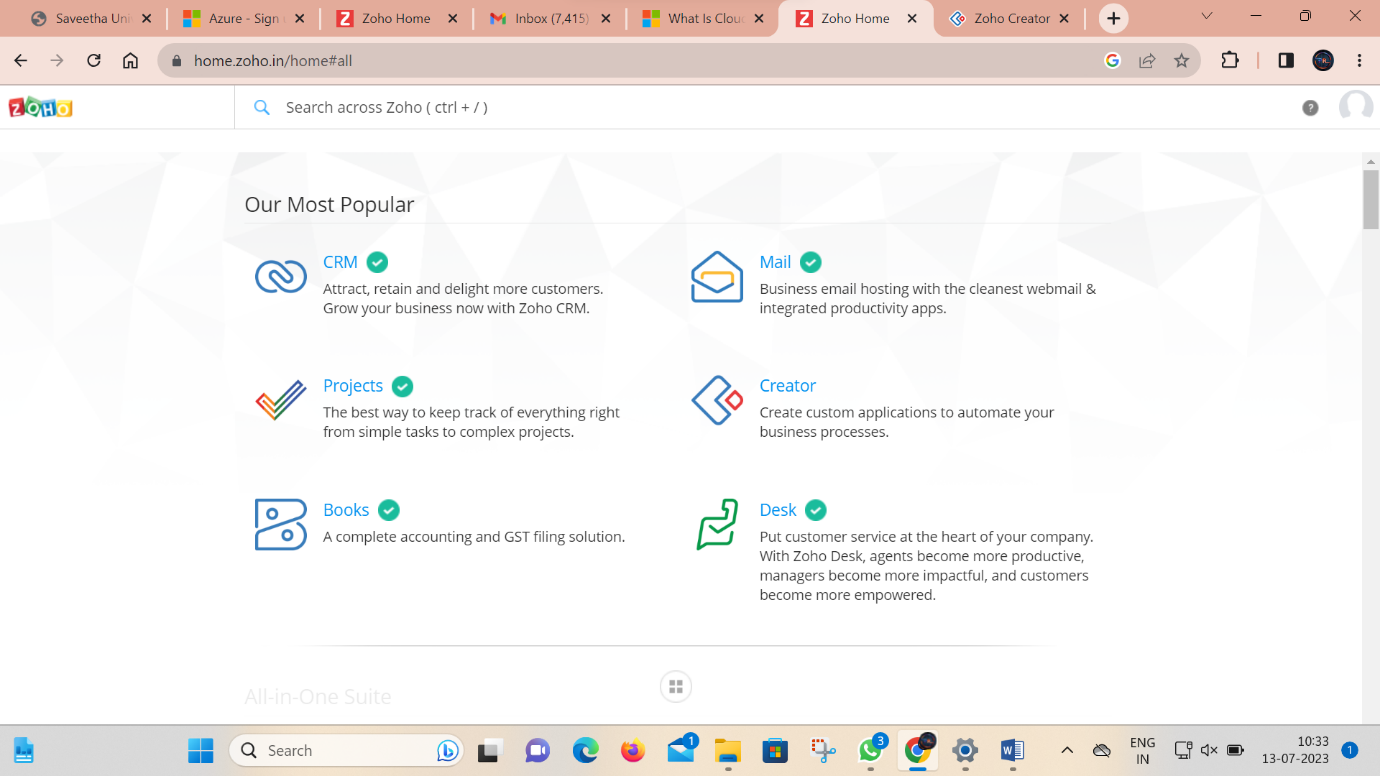 Saveetha Uni
Azure - Sign
Zoho Home
Inbox (7,415)
What Is Clou
Zoho Home
Zoho Creator
home.zoho.in/home#all
ZOHO
Search across Zoho ( ctrl + / )
Our Most Popular
CRM
Attract, retain and delight more customers.
Grow your business now with Zoho CRM.
Mail
Business email hosting with the cleanest webmail &
integrated productivity apps.
Projects
The best way to keep track of everything right
from simple tasks to complex projects.
Creator
Create custom applications to automate your
business processes.
Books
A complete accounting and GST filing solution.
Desk
Put customer service at the heart of your company.
With Zoho Desk, agents become more productive,
managers become more impactful, and customers
become more empowered.
All-in-One Suite
Search
1
3
ENG
IN
10:33
13-07-2023
1